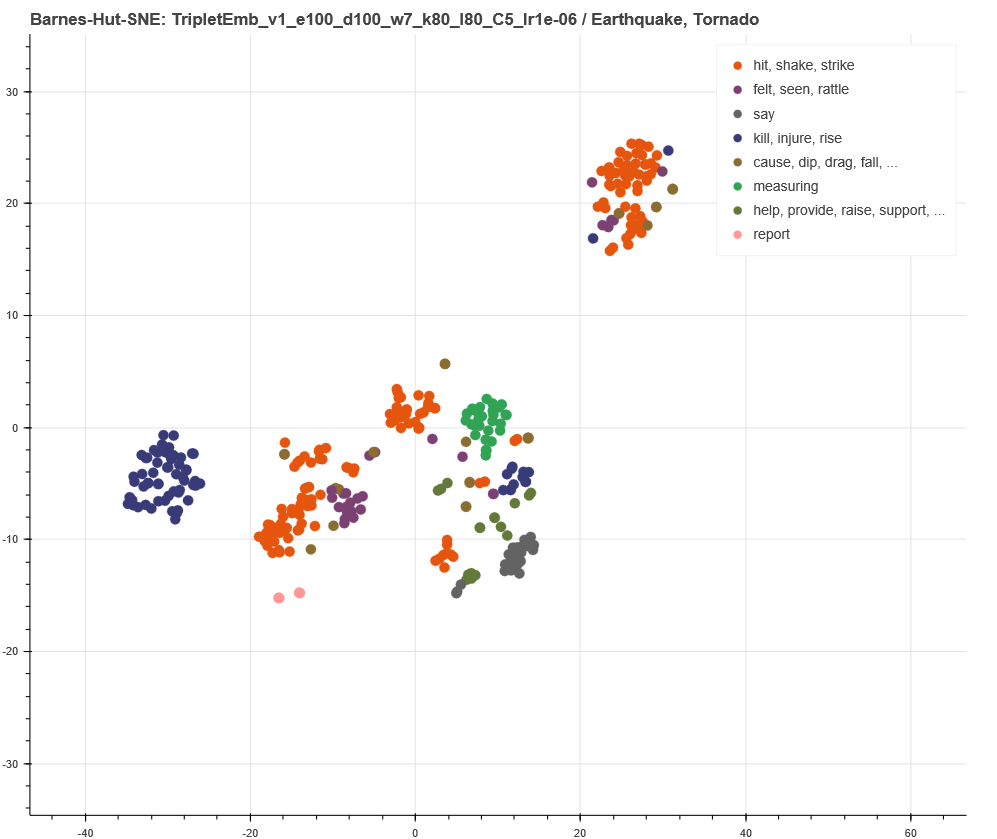 Barnes-Hut-SNE: TripletEmb_v1_e100_d100_w7_k80_l80_C5_lr1e-06 / Earthquake, Tornado
hit, shake, strike
felt, seen, rattle
say
kill, injure, rise
cause, dip, drag, fall, ...
measuring
help, provide, raise, support, ...
report
30
20
10
0
-10
-20
-30
-40
-20
0
20
40
60